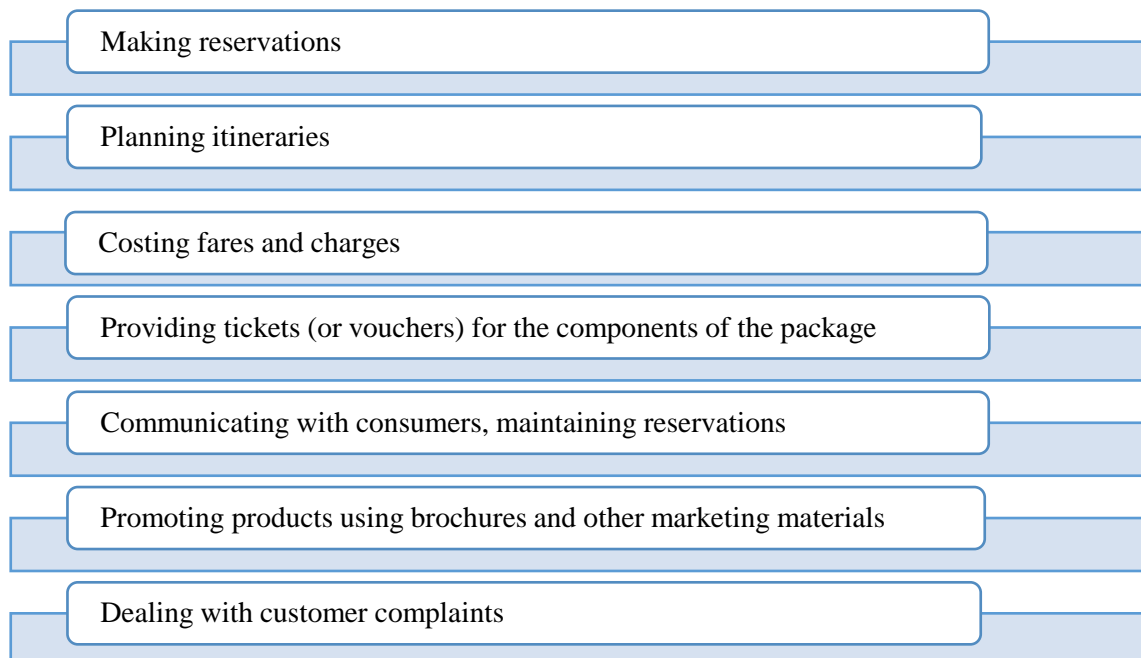 Making reservations
Planning itineraries
Costing fares and charges
Providing tickets (or vouchers) for the components of the package
Communicating with consumers, maintaining reservations
Promoting products using brochures and other marketing materials
Dealing with customer complaints